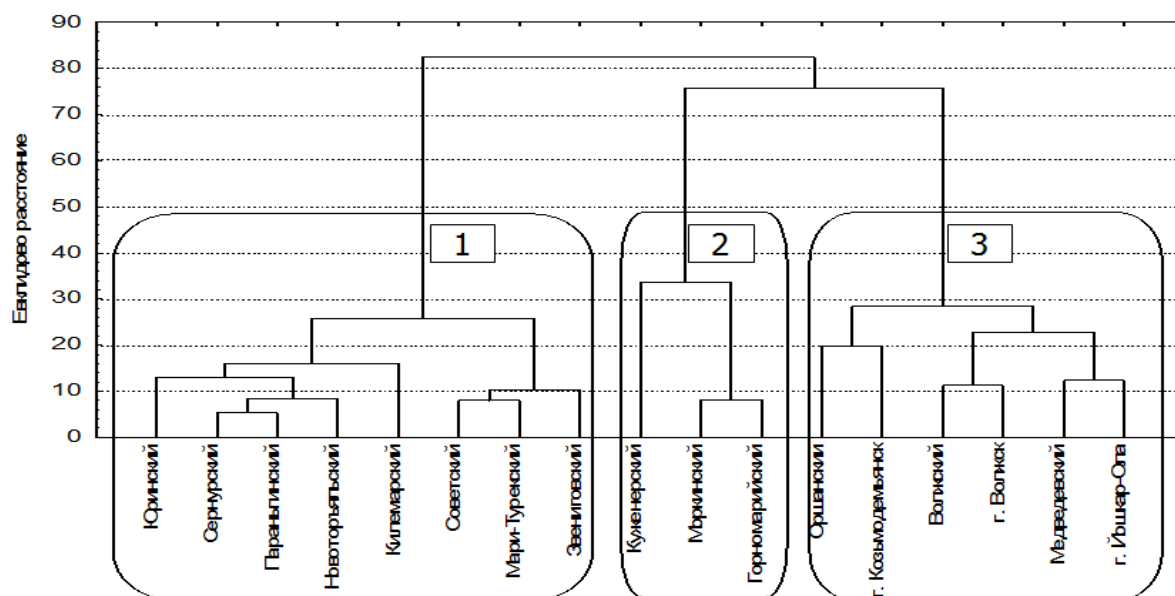 Евклидово расстояние
90
80
70
60
50
40
30
20
10
0
1
2
3
Юринский
Сернурский
Параньгинский
Новоторъяльский
Килемарский
Советский
Мари-Турекский
Звениговский
Куженерский
Моркинский
Горномарийский
Оршанский
г. Козьмодемьянск
Волжский
г. Волжск
Медведевский
г. Йошкар-Ола